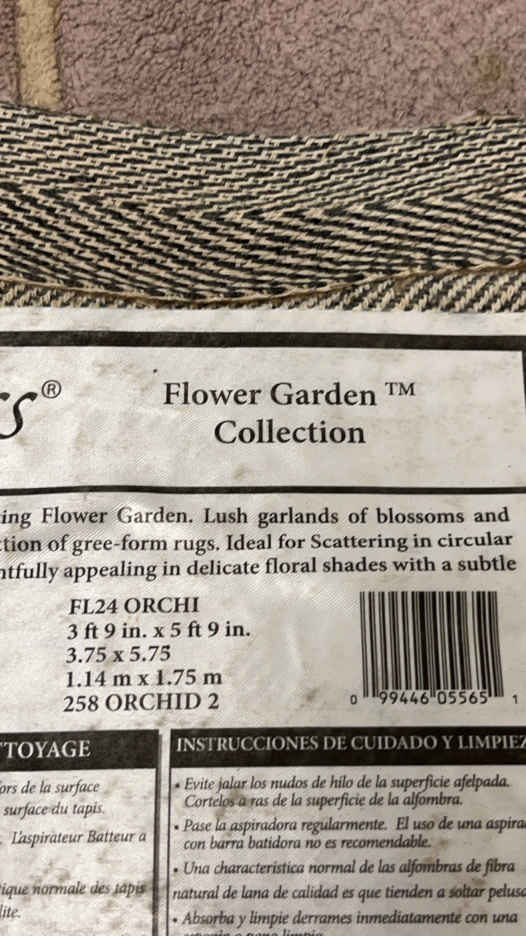 ®
Flower Garden ™
Collection
ing Flower Garden. Lush garlands of blossoms and
tion of gree-form rugs. Ideal for Scattering in circular
tfully appealing in delicate floral shades with a subtle
FL24 ORCHI
3 ft 9 in. x 5 ft 9 in.
3.75 x 5.75
1.14 m x 1.75 m
258 ORCHID 2
0 99446 05565 1
TOYAGE
ors de la surface
surface du tapis.
L'aspirateur Batteur a
ique normale des tapis
lite.
INSTRUCCIONES DE CUIDADO Y LIMPIEZ
• Evite jalar los nudos de hilo de la superficie afelpada.
Cortelos a ras de la superficie de la alfombra.
• Pase la aspiradora regularmente. El uso de una aspira
con barra batidora no es recomendable.
• Una characteristica normal de las alfombras de fibra
natural de lana de calidad es que tienden a soltar pelus
• Absorba y limpie derrames inmediatamente con una